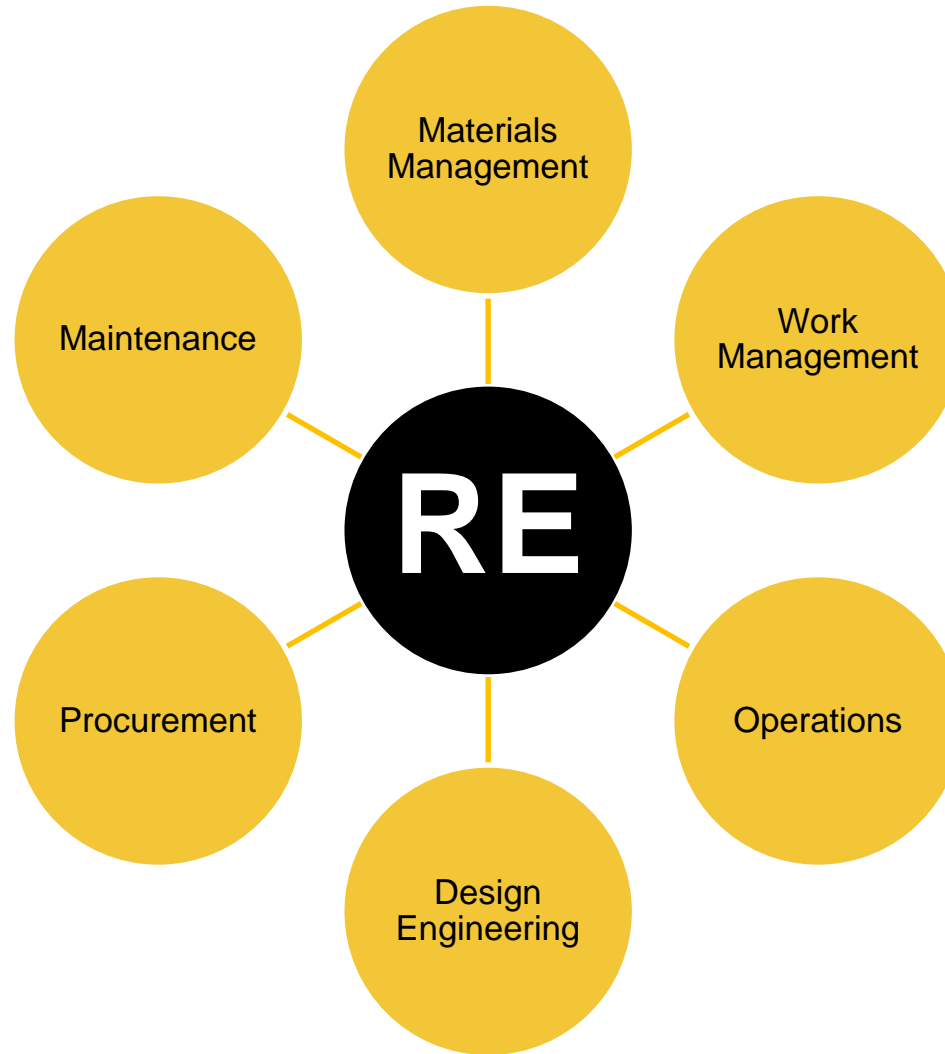 Materials
Management
Maintenance
Work
Management
RE
Procurement
Operations
Design
Engineering